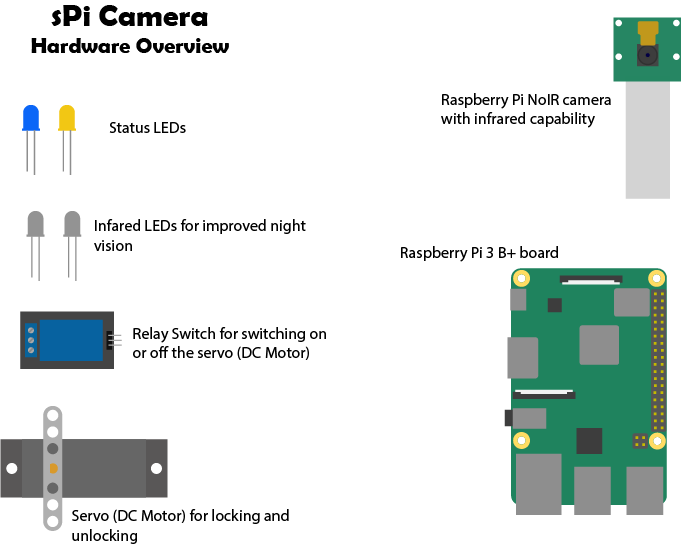 sPi Camera
Hardware Overview
Raspberry Pi NoIR camera
with infrared capability
Status LEDs
Infared LEDs for improved night
vision
Raspberry Pi 3 B+ board
Relay Switch for switching on
or off the servo (DC Motor)
Servo (DC Motor) for locking and
unlocking